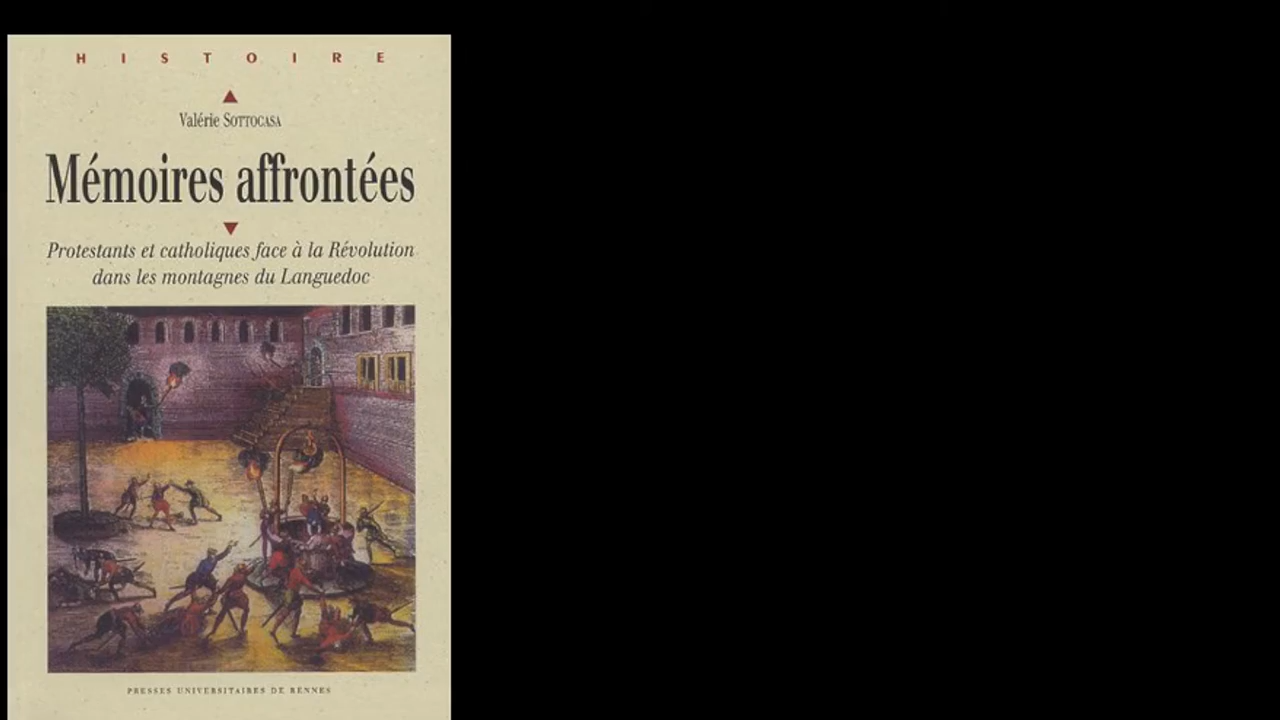 HISTOIRE
Valérie SOTTOCASA
Mémoires affrontées
Protestants et catholiques face à la Révolution
dans les montagnes du Languedoc
PRESSES UNIVERSITAIRES DE RENNES